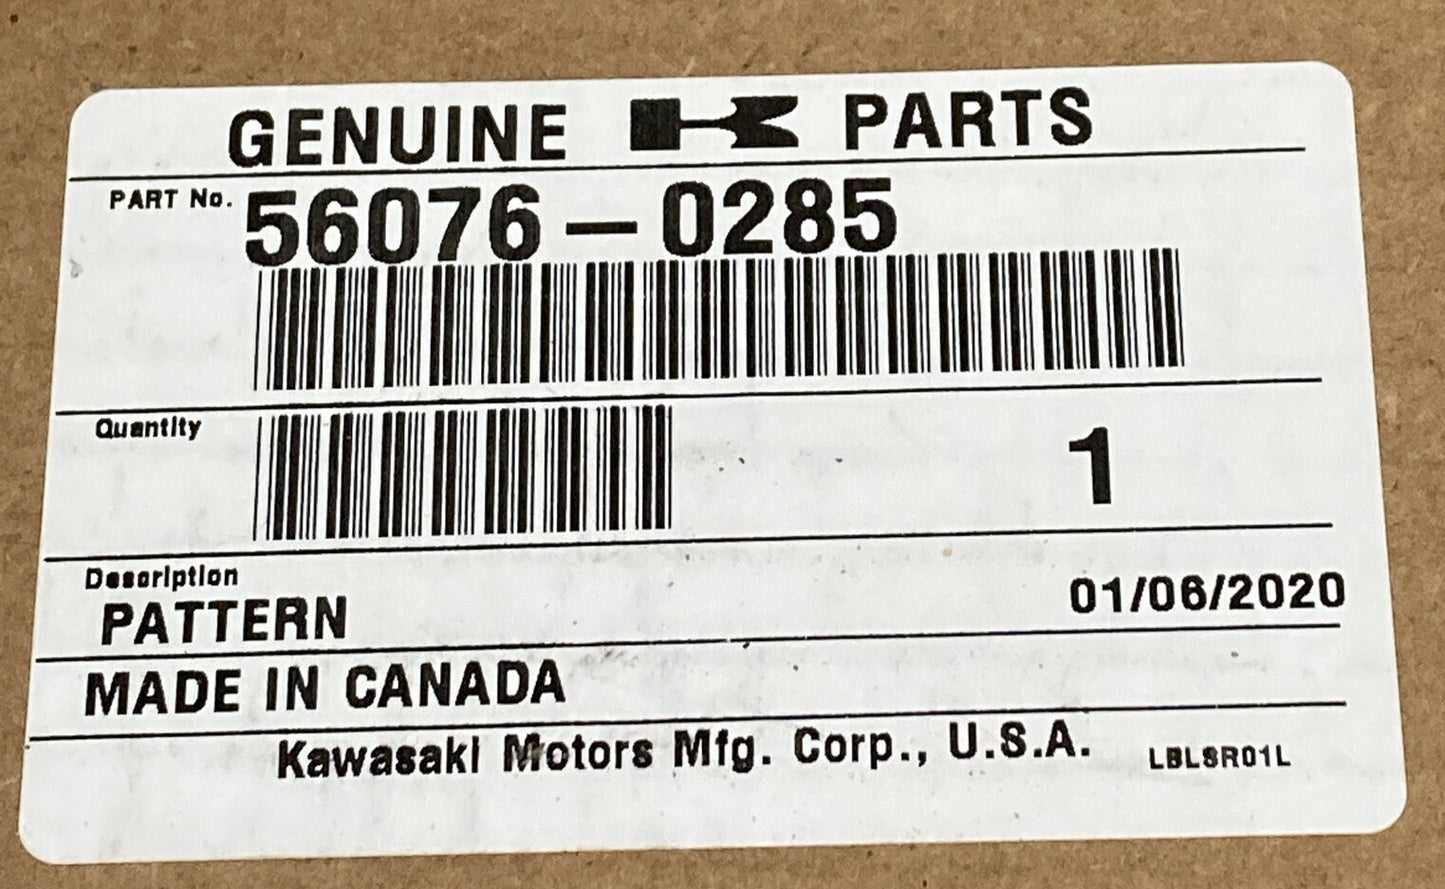 GENUINE PARTS
PART No. 56076-0285
Quantity 1
Description
PATTERN 01/06/2020
MADE IN CANADA
Kawasaki Motors Mfg. Corp., U.S.A. LBLSR01L